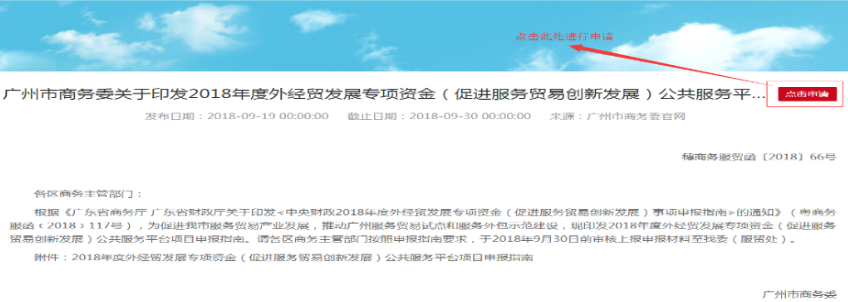 点击此处进行申请
广州市商务委关于印发2018年度外经贸发展专项资金（促进服务贸易创新发展）公共服务平... 点击申请
发布日期：2018-09-19 00:00:00 截止日期：2018-09-30 00:00:00 来源：广州市商务委官网
穗商务服贸函〔2018〕66号
各区商务主管部门：
根据《广东省商务厅 广东省财政厅关于印发<中央财政2018年度外经贸发展专项资金（促进服务贸易创新发展）事项申报指南>的通知》（粤商务
服函〔2018〕117号），为促进我市服务贸易产业发展，推动广州服务贸易试点和服务外包示范建设，现印发2018年度外经贸发展专项资金（促进服务
贸易创新发展）公共服务平台项目申报指南。请各区商务主管部门按照申报指南要求，于2018年9月30日前审核上报申报材料至我委（服贸处）。
附件：2018年度外经贸发展专项资金（促进服务贸易创新发展）公共服务平台项目申报指南
广州市商务委